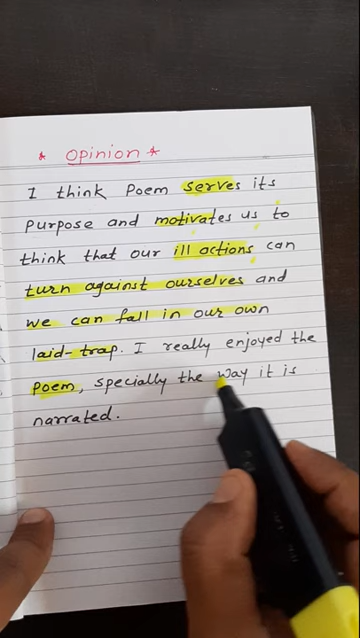 * Opinion *
I think Poem serves its
purpose and motivates us to
think that our ill actions can
turn against ourselves and
we can fall in our own
laid-trap. I really enjoyed the
poem, specially the way it is
narrated.